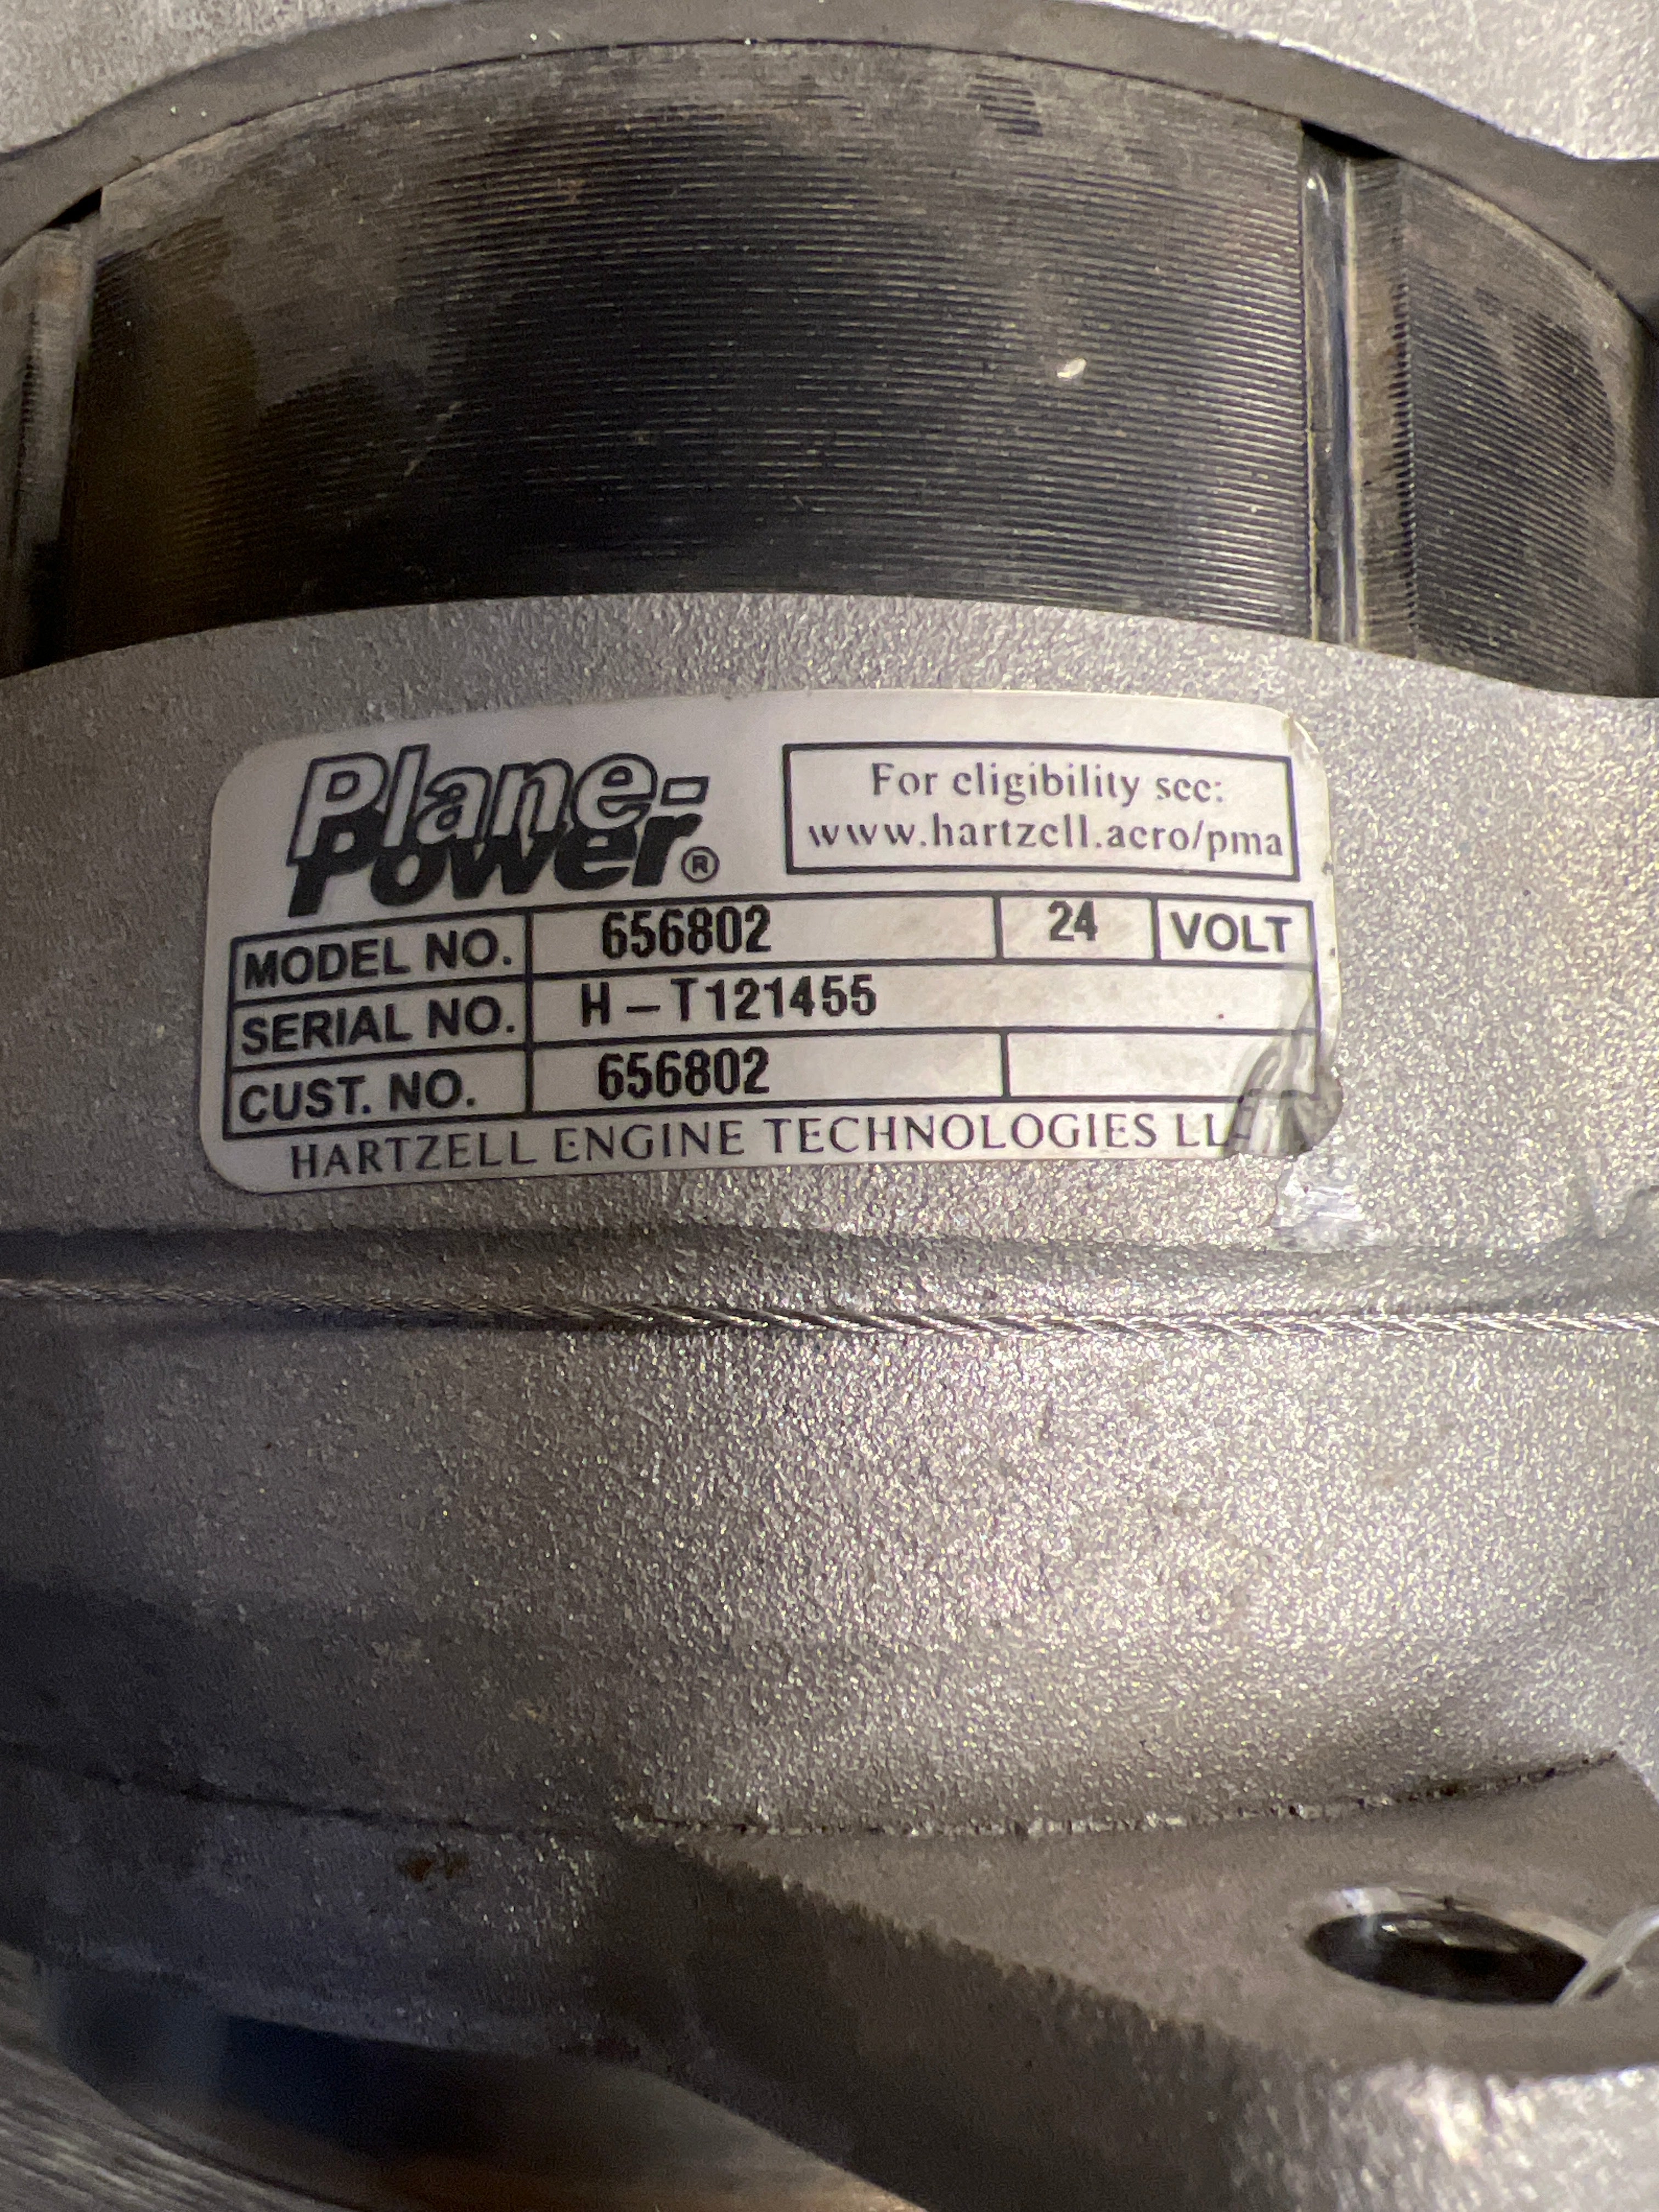 Plane-
Power®
For eligibility see:
www.hartzell.aero/pma
MODEL NO. 656802 24 VOLT
SERIAL NO. H-T121455
CUST. NO. 656802
HARTZELL ENGINE TECHNOLOGIES